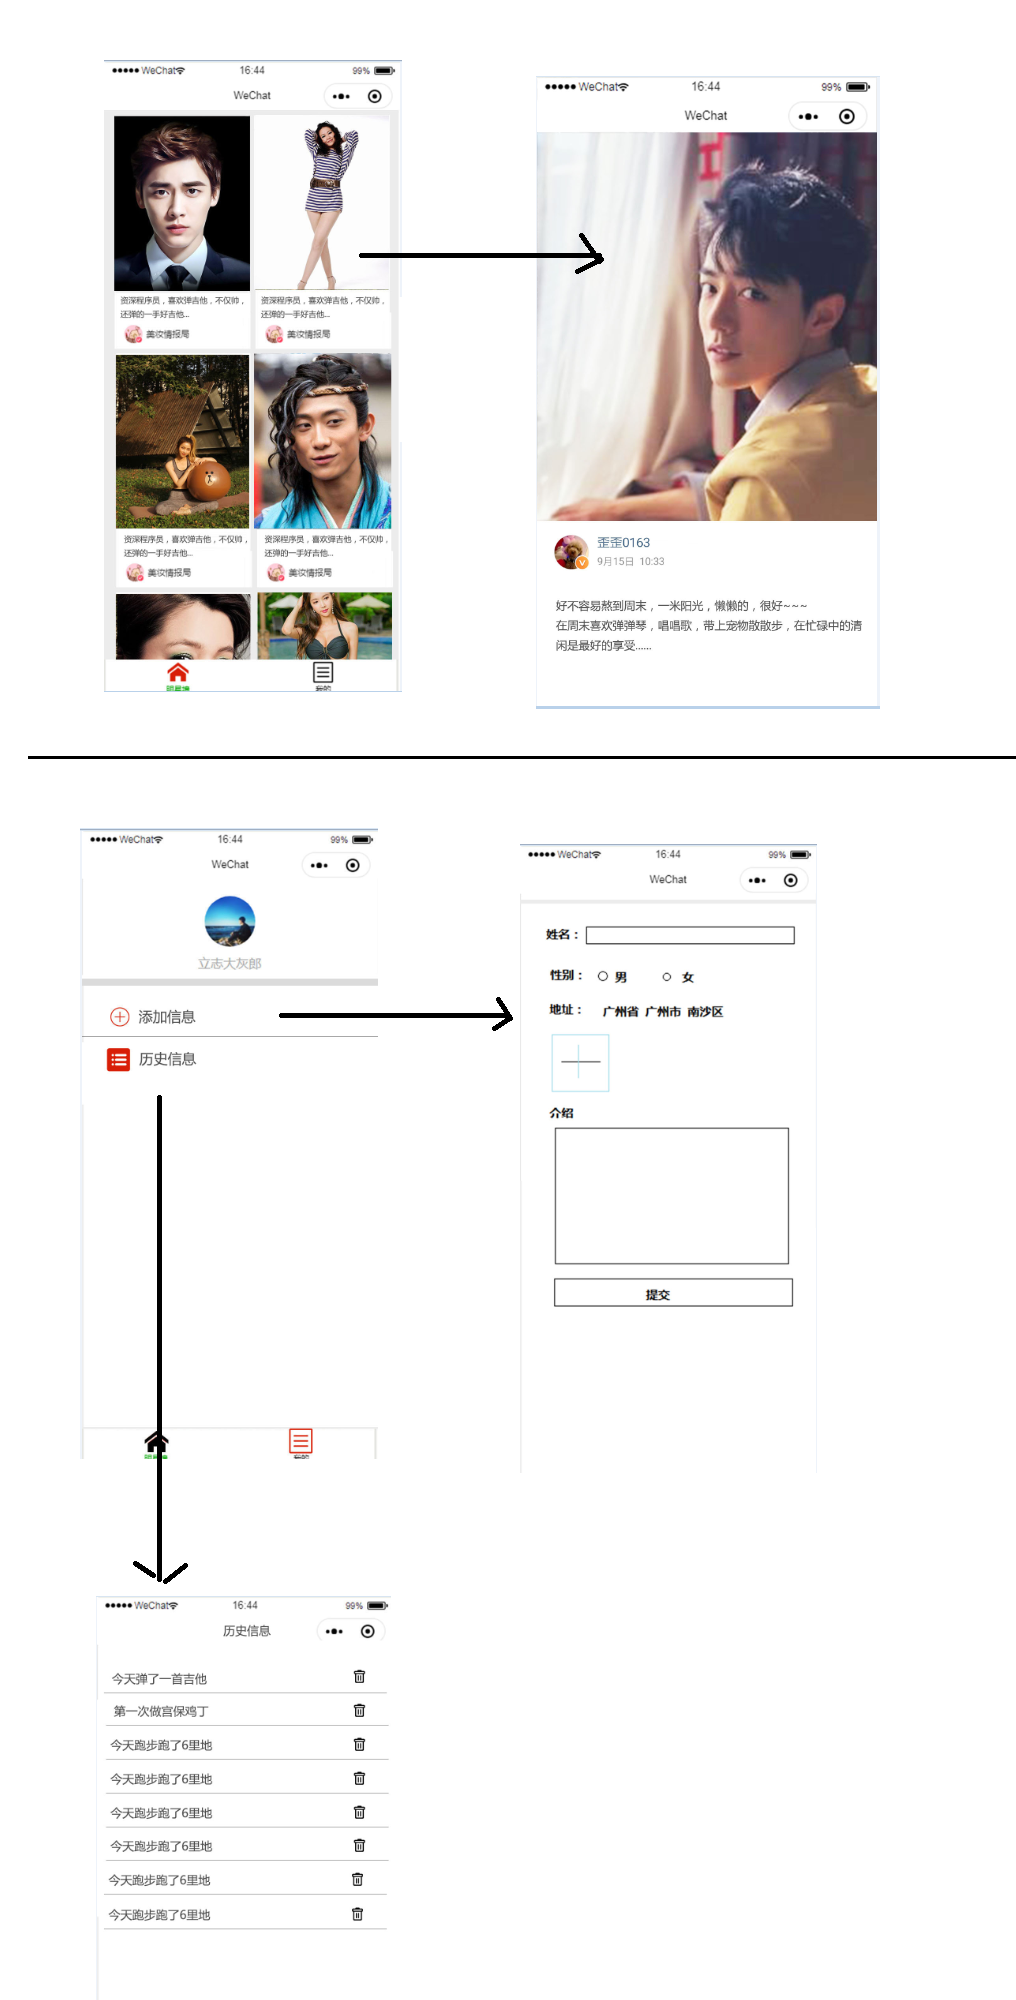 WeChat 16:44 99%
WeChat
资深程序员，喜欢弹吉他，不仅帅，
还弹的一手好吉他...
美妆情报局
资深程序员，喜欢弹吉他，不仅帅，
还弹的一手好吉他...
美妆情报局
资深程序员，喜欢弹吉他，不仅帅，
还弹的一手好吉他...
美妆情报局
资深程序员，喜欢弹吉他，不仅帅，
还弹的一手好吉他...
美妆情报局
我的
WeChat 16:44 99%
WeChat
歪歪0163
9月15日 10:33
好不容易熬到周末，一米阳光，懒懒的，很好~~~
在周末喜欢弹弹琴，唱唱歌，带上宠物散散步，在忙碌中的清
闲是最好的享受......
WeChat 16:44 99%
WeChat
立志大灰郎
添加信息
历史信息
WeChat 16:44 99%
WeChat
姓名：
性别： 男 女
地址： 广州省 广州市 南沙区
介绍
提交
WeChat 16:44 99%
历史信息
今天弹了一首吉他
第一次做宫保鸡丁
今天跑步跑了6里地
今天跑步跑了6里地
今天跑步跑了6里地
今天跑步跑了6里地
今天跑步跑了6里地
今天跑步跑了6里地